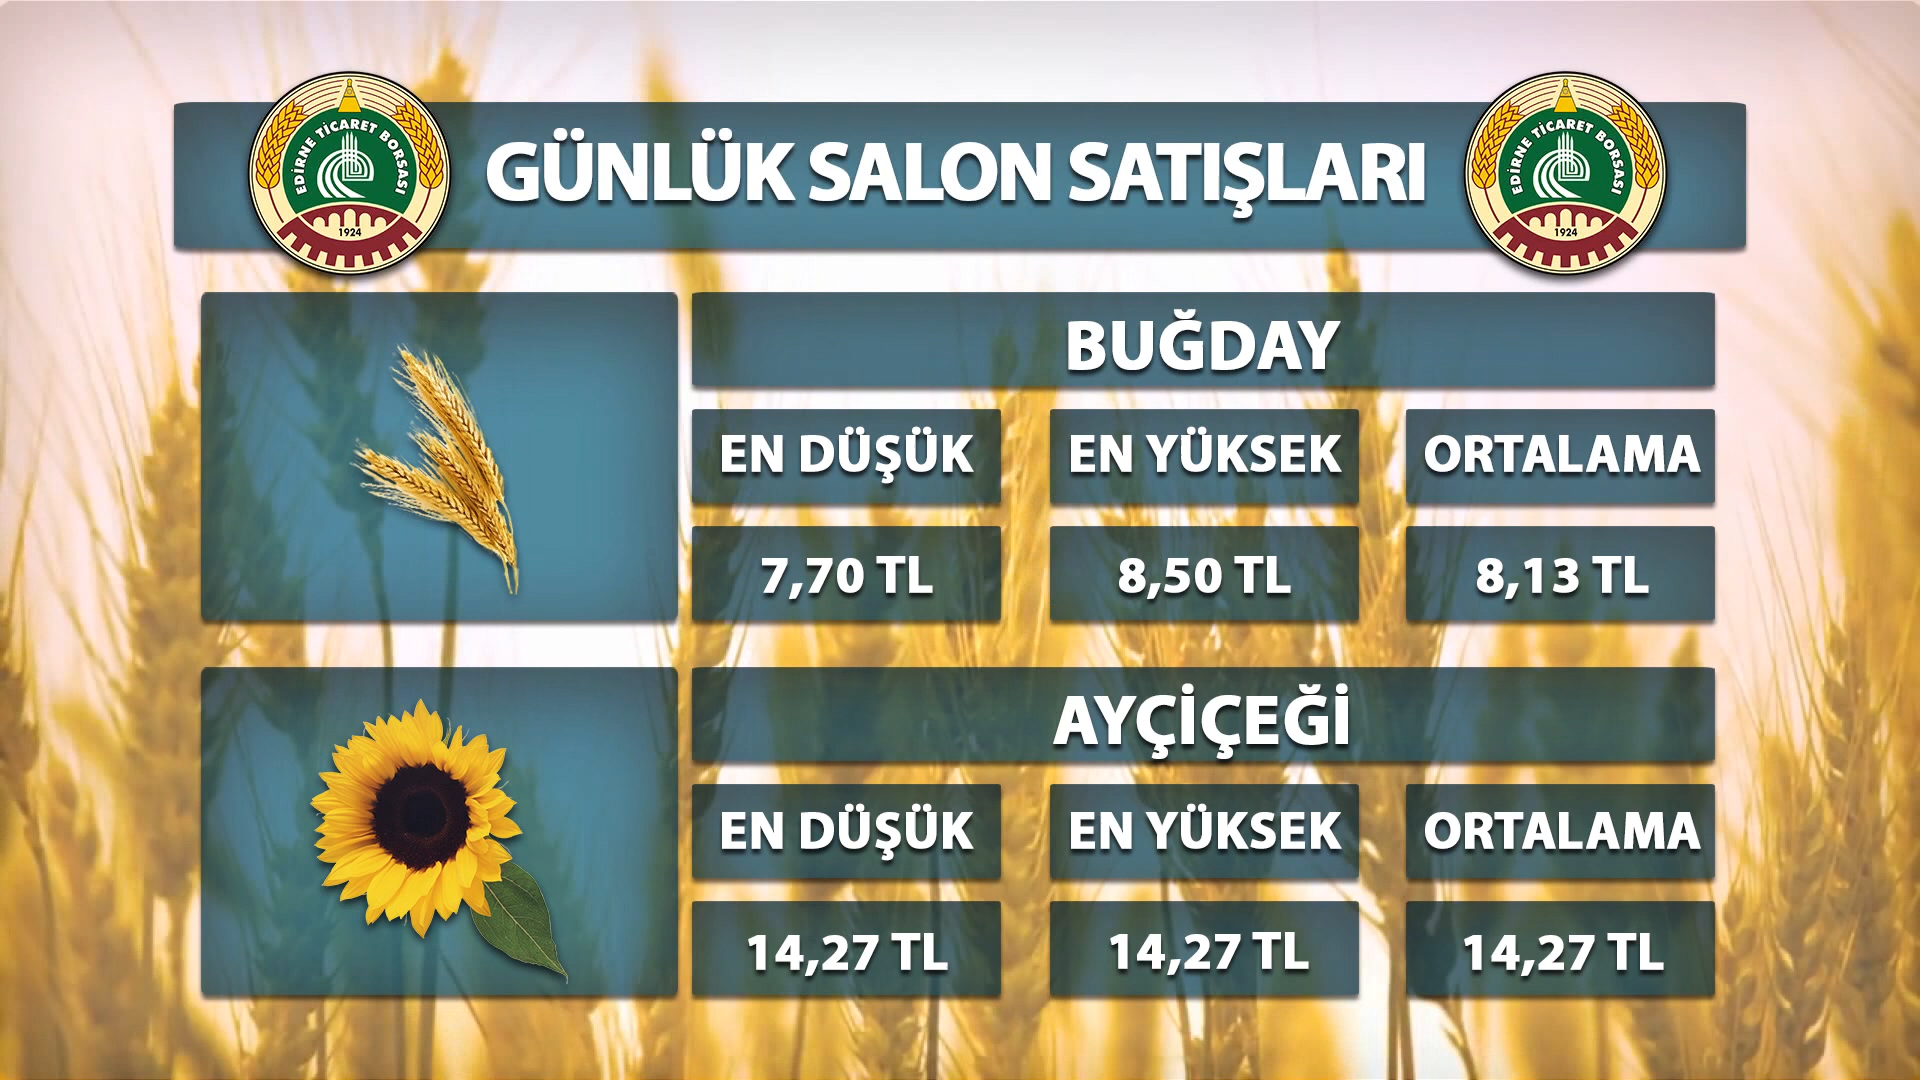 EDİRNE TİCARET BORSASI
1924
GÜNLÜK SALON SATIŞLARI
EDİRNE TİCARET BORSASI
1924
BUĞDAY
EN DÜŞÜK EN YÜKSEK ORTALAMA
7,70 TL 8,50 TL 8,13 TL
AYÇİÇEĞİ
EN DÜŞÜK EN YÜKSEK ORTALAMA
14,27 TL 14,27 TL 14,27 TL